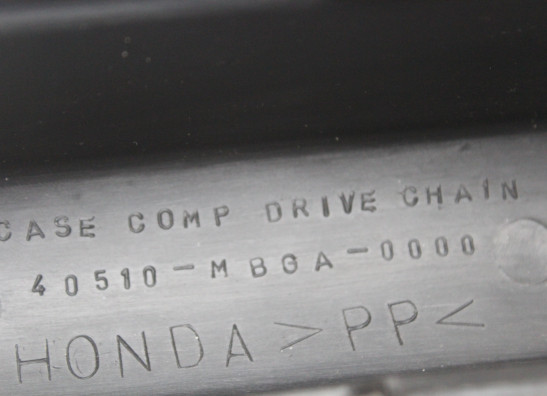 CASE COMP DRIVE CHAIN
40510-MBGA-0000
HONDA >PP<